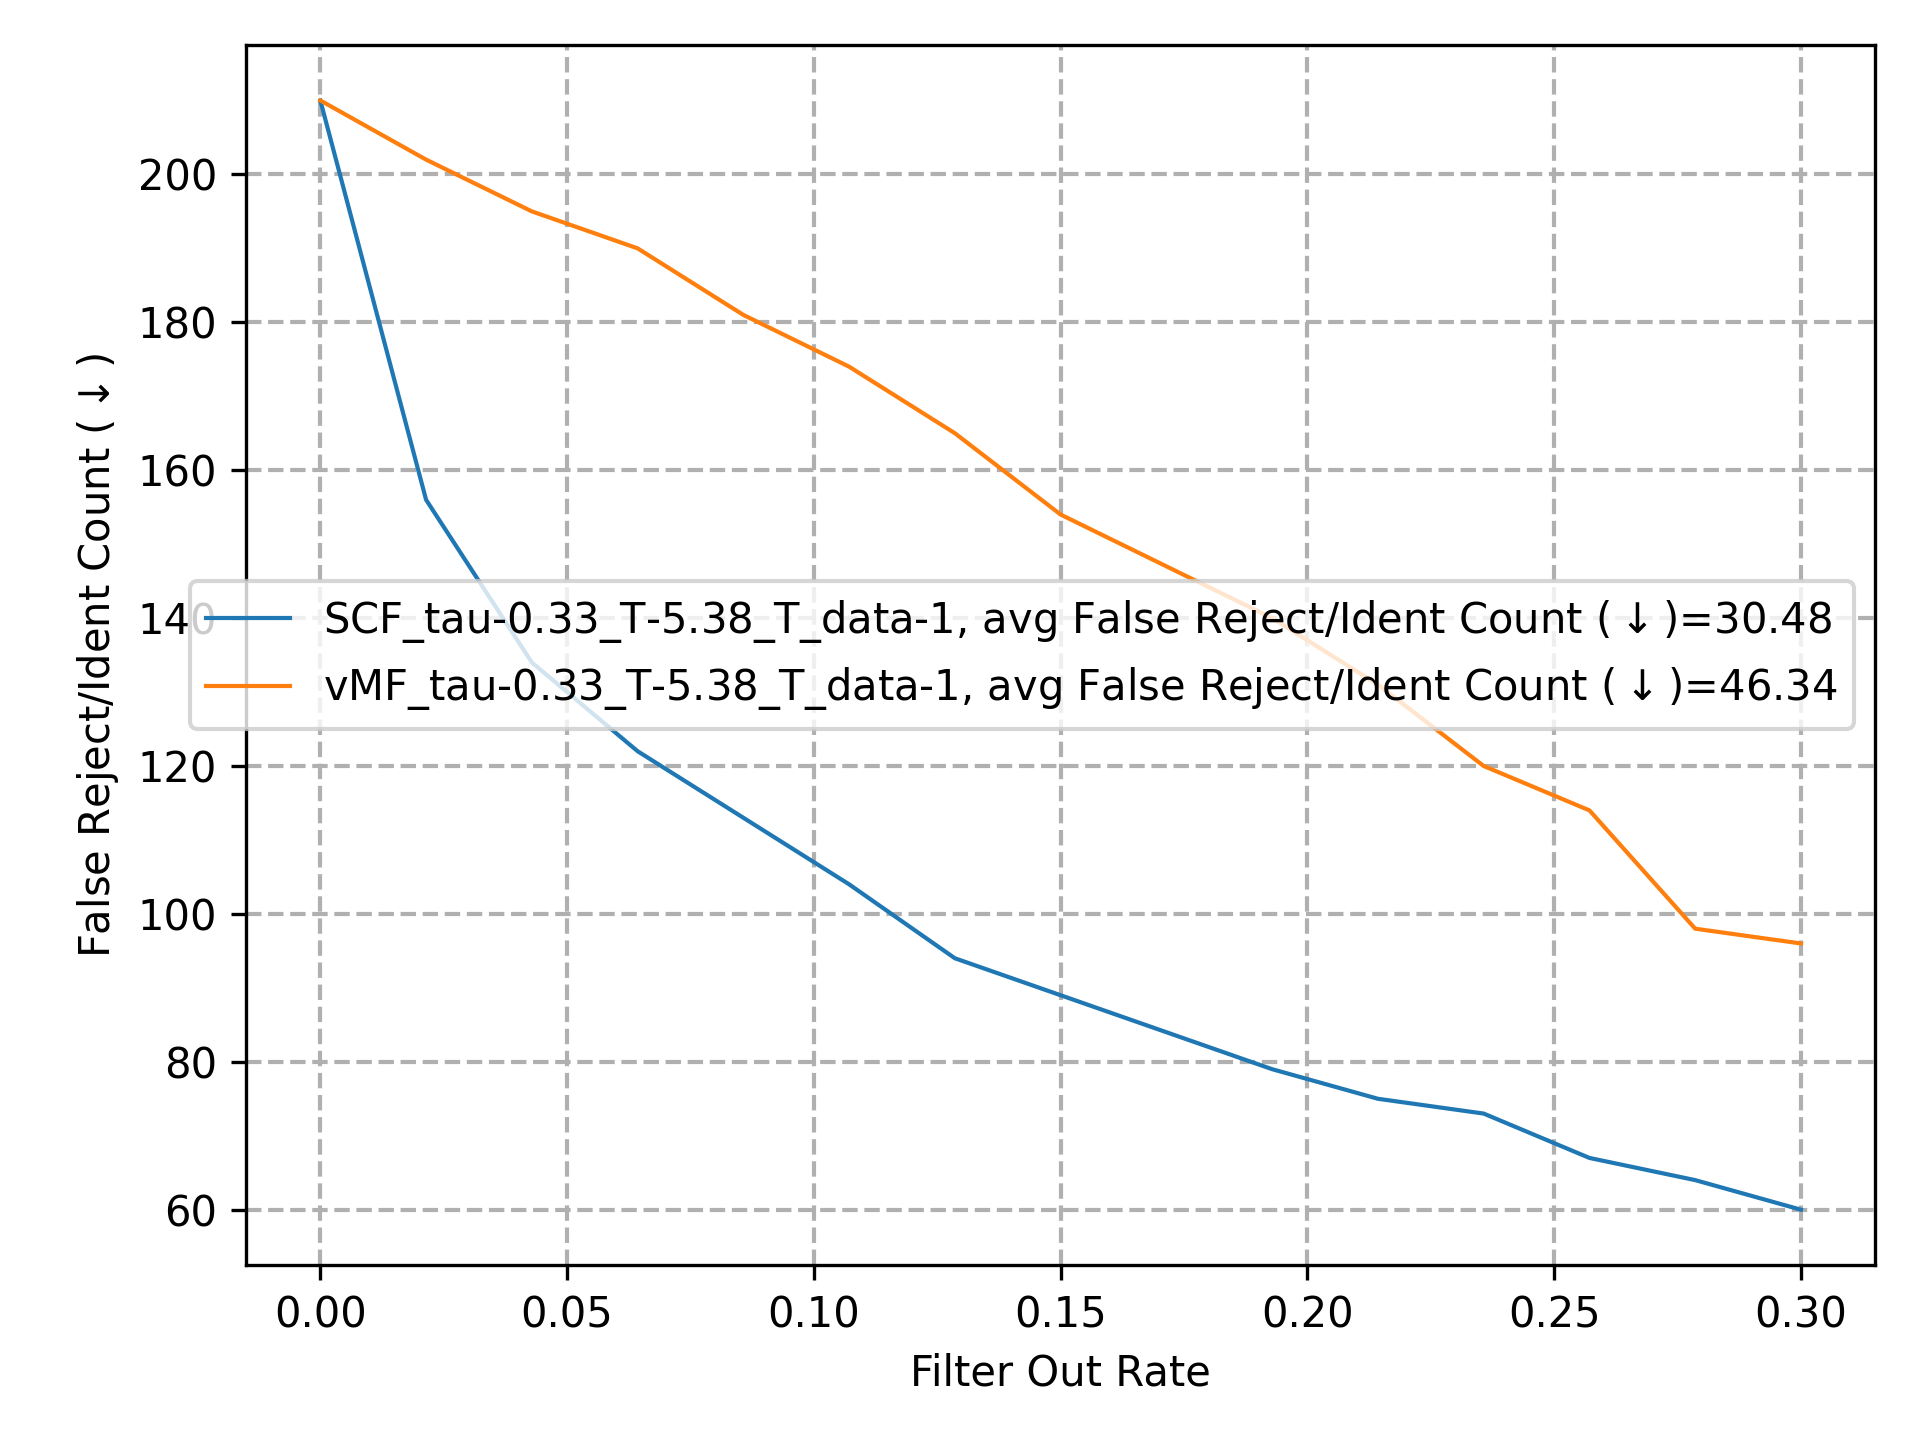 False Reject/Ident Count (↓)
200
180
160
140
120
100
80
60
SCF_tau-0.33_T-5.38_T_data-1, avg False Reject/Ident Count (↓)=30.48
vMF_tau-0.33_T-5.38_T_data-1, avg False Reject/Ident Count (↓)=46.34
0.00 0.05 0.10 0.15 0.20 0.25 0.30
Filter Out Rate